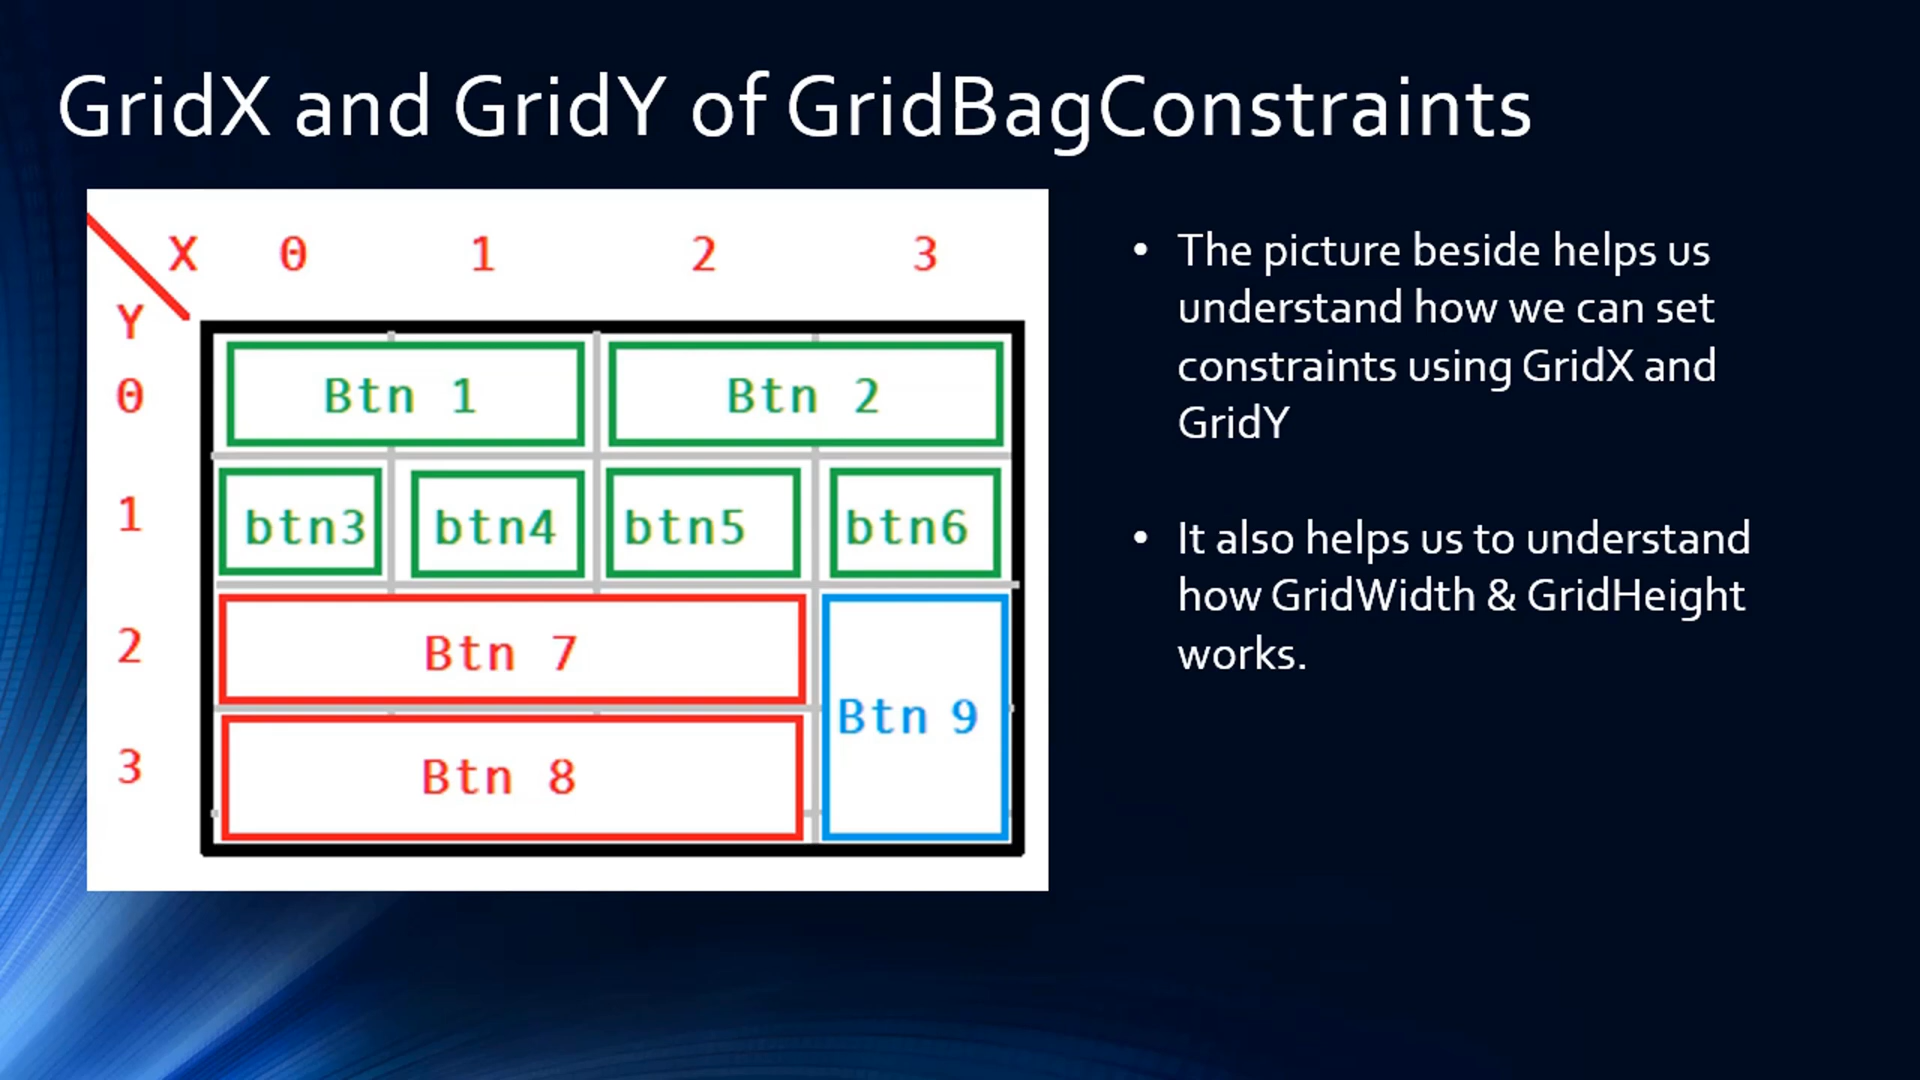 GridX and GridY of GridBagConstraints
X 0 1 2 3
Y
0 Btn 1 Btn 2
1 btn3 btn4 btn5 btn6
2 Btn 7
Btn 9
3 Btn 8
• The picture beside helps us
understand how we can set
constraints using GridX and
GridY
• It also helps us to understand
how GridWidth & GridHeight
works.